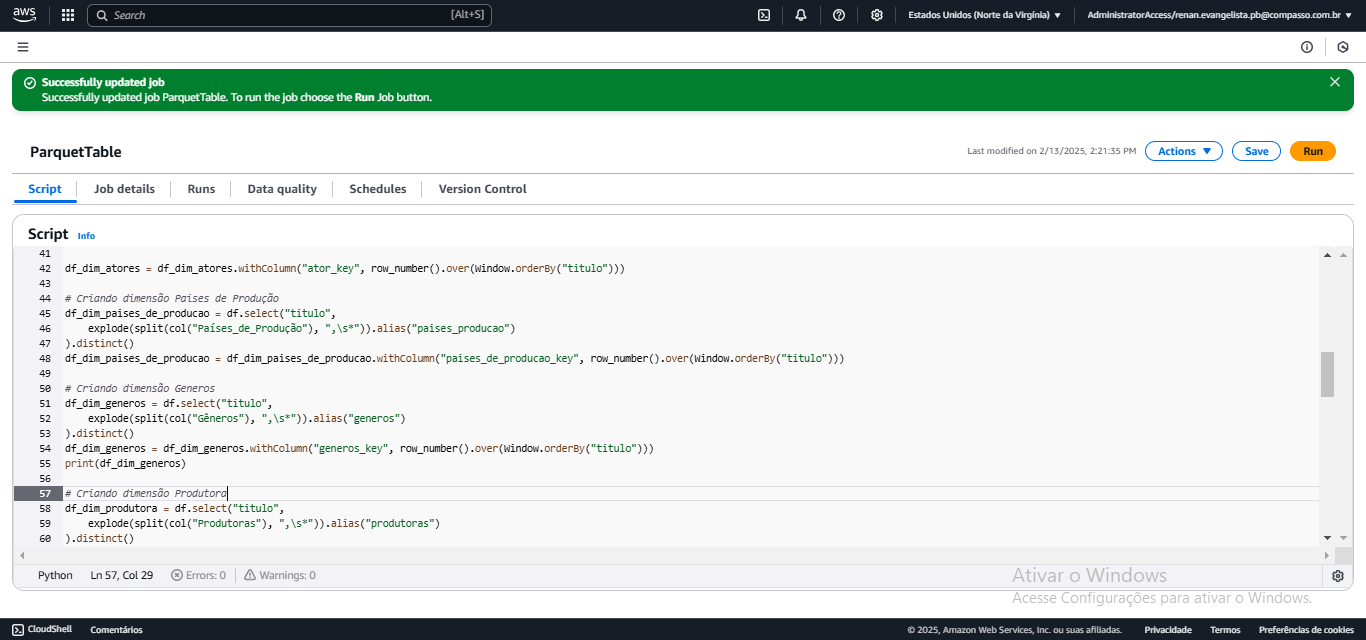 aws
Search
[Alt+S]
Estados Unidos (Norte da Virgínia)
AdministratorAccess/renan.evangelista.pb@compasso.com.br
Successfully updated job
Successfully updated job ParquetTable. To run the job choose the Run Job button.
ParquetTable
Last modified on 2/13/2025, 2:21:35 PM
Actions
Save
Run
Script
Job details
Runs
Data quality
Schedules
Version Control
Script Info
41
42 df_dim_atores = df_dim_atores.withColumn("ator_key", row_number().over(Window.orderBy("titulo")))
43
44 # Criando dimensão Paises de Produção
45 df_dim_paises_de_producao = df.select("titulo",
46 explode(split(col("Países_de_Produção"), ",\s*")).alias("paises_producao")
47 ).distinct()
48 df_dim_paises_de_producao = df_dim_paises_de_producao.withColumn("paises_de_producao_key", row_number().over(Window.orderBy("titulo")))
49
50 # Criando dimensão Generos
51 df_dim_generos = df.select("titulo",
52 explode(split(col("Gêneros"), ",\s*")).alias("generos")
53 ).distinct()
54 df_dim_generos = df_dim_generos.withColumn("generos_key", row_number().over(Window.orderBy("titulo")))
55 print(df_dim_generos)
56
57 # Criando dimensão Produtora
58 df_dim_produtora = df.select("titulo",
59 explode(split(col("Produtoras"), ",\s*")).alias("produtoras")
60 ).distinct()
Python
Ln 57, Col 29
Errors: 0
Warnings: 0
Ativar o Windows
Acesse Configurações para ativar o Windows.
CloudShell
Comentários
© 2025, Amazon Web Services, Inc. ou suas afiliadas.
Privacidade
Termos
Preferências de cookies